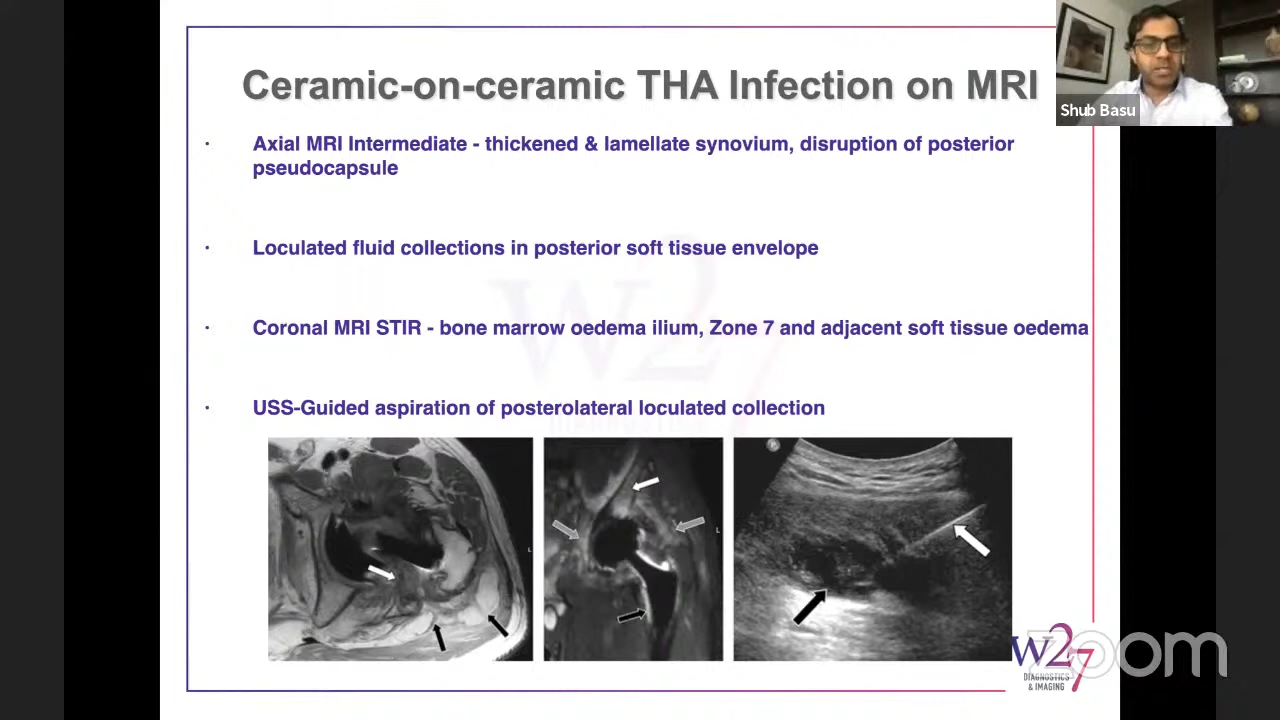 Ceramic-on-ceramic THA Infection on MRI
Shub Basu
· Axial MRI Intermediate - thickened & lamellate synovium, disruption of posterior
pseudocapsule
· Loculated fluid collections in posterior soft tissue envelope
· Coronal MRI STIR - bone marrow oedema ilium, Zone 7 and adjacent soft tissue oedema
· USS-Guided aspiration of posterolateral loculated collection
W27
DIAGNOSTICS
L
L
W27
DIAGNOSTICS
& IMAGING
zoom